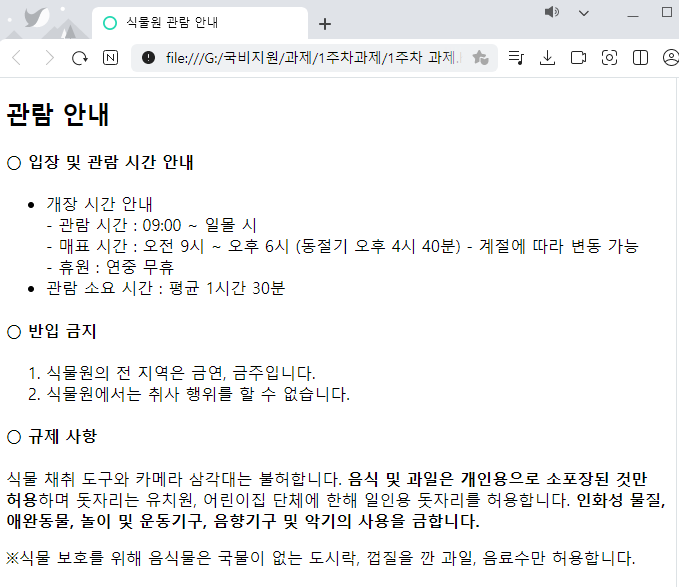 식물원 관람 안내
file:///G:/국비지원/과제/1주차과제/1주차 과제.
관람 안내
○ 입장 및 관람 시간 안내
• 개장 시간 안내
- 관람 시간 : 09:00 ~ 일몰 시
- 매표 시간 : 오전 9시 ~ 오후 6시 (동절기 오후 4시 40분) - 계절에 따라 변동 가능
- 휴원 : 연중 무휴
• 관람 소요 시간 : 평균 1시간 30분
○ 반입 금지
1. 식물원의 전 지역은 금연, 금주입니다.
2. 식물원에서는 취사 행위를 할 수 없습니다.
○ 규제 사항
식물 채취 도구와 카메라 삼각대는 불허합니다. 음식 및 과일은 개인용으로 소포장된 것만
허용하며 돗자리는 유치원, 어린이집 단체에 한해 일인용 돗자리를 허용합니다. 인화성 물질,
애완동물, 놀이 및 운동기구, 음향기구 및 악기의 사용을 금합니다.
※식물 보호를 위해 음식물은 국물이 없는 도시락, 껍질을 깐 과일, 음료수만 허용합니다.